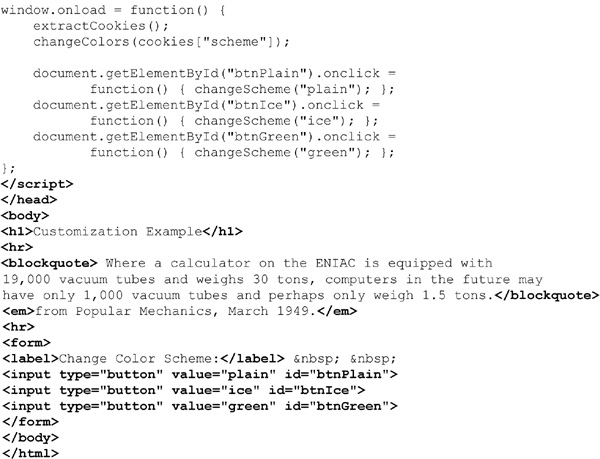 window.onload = function() {
    extractCookies();
    changeColors(cookies["scheme"]);

    document.getElementById("btnPlain").onclick =
          function() { changeScheme("plain"); };
    document.getElementById("btnIce").onclick =
          function() { changeScheme("ice"); };
    document.getElementById("btnGreen").onclick =
          function() { changeScheme("green"); };
};
</script>
</head>
<body>
<h1>Customization Example</h1>
<hr>
<blockquote> Where a calculator on the ENIAC is equipped with
19,000 vacuum tubes and weighs 30 tons, computers in the future may
have only 1,000 vacuum tubes and perhaps only weigh 1.5 tons.</blockquote>
<em>from Popular Mechanics, March 1949.</em>
<hr>
<form>
<label>Change Color Scheme:</label> &nbsp; &nbsp;
<input type="button" value="plain" id="btnPlain">
<input type="button" value="ice" id="btnIce">
<input type="button" value="green" id="btnGreen">
</form>
</body>
</html>